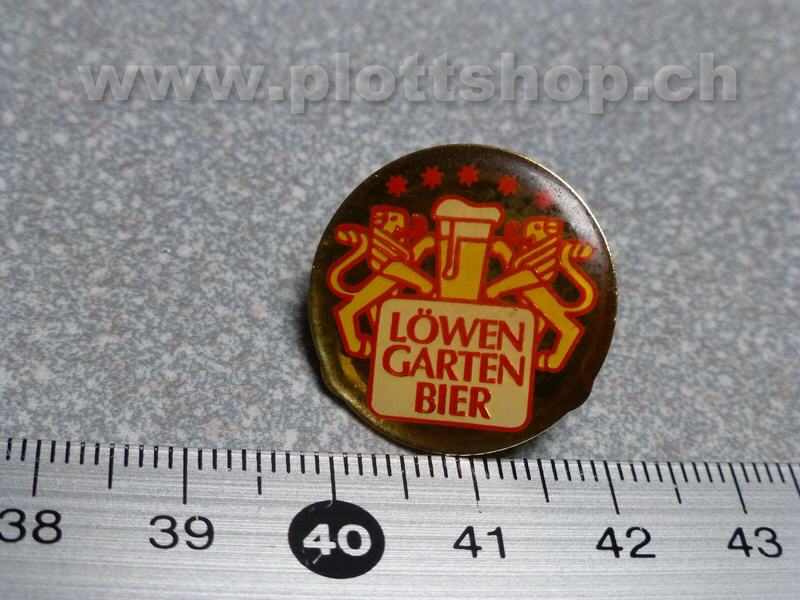 www.plottshop.ch
LÖWEN
GARTEN
BIER
38 39 40 41 42 43